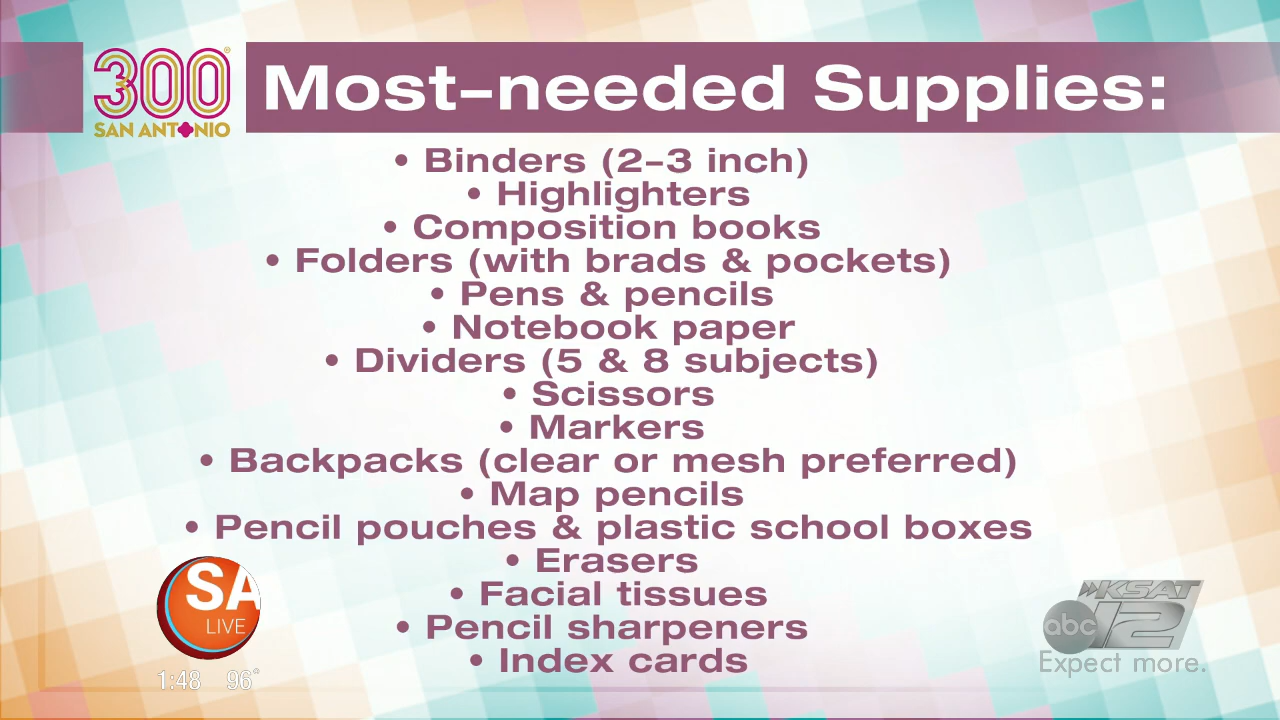 300®
SAN ANTONIO
Most-needed Supplies:
• Binders (2-3 inch)
• Highlighters
• Composition books
• Folders (with brads & pockets)
• Pens & pencils
• Notebook paper
• Dividers (5 & 8 subjects)
• Scissors
• Markers
• Backpacks (clear or mesh preferred)
• Map pencils
• Pencil pouches & plastic school boxes
• Erasers
• Facial tissues
• Pencil sharpeners
• Index cards
SA
LIVE
1:48 96°
KSAT
abc 12
Expect more.